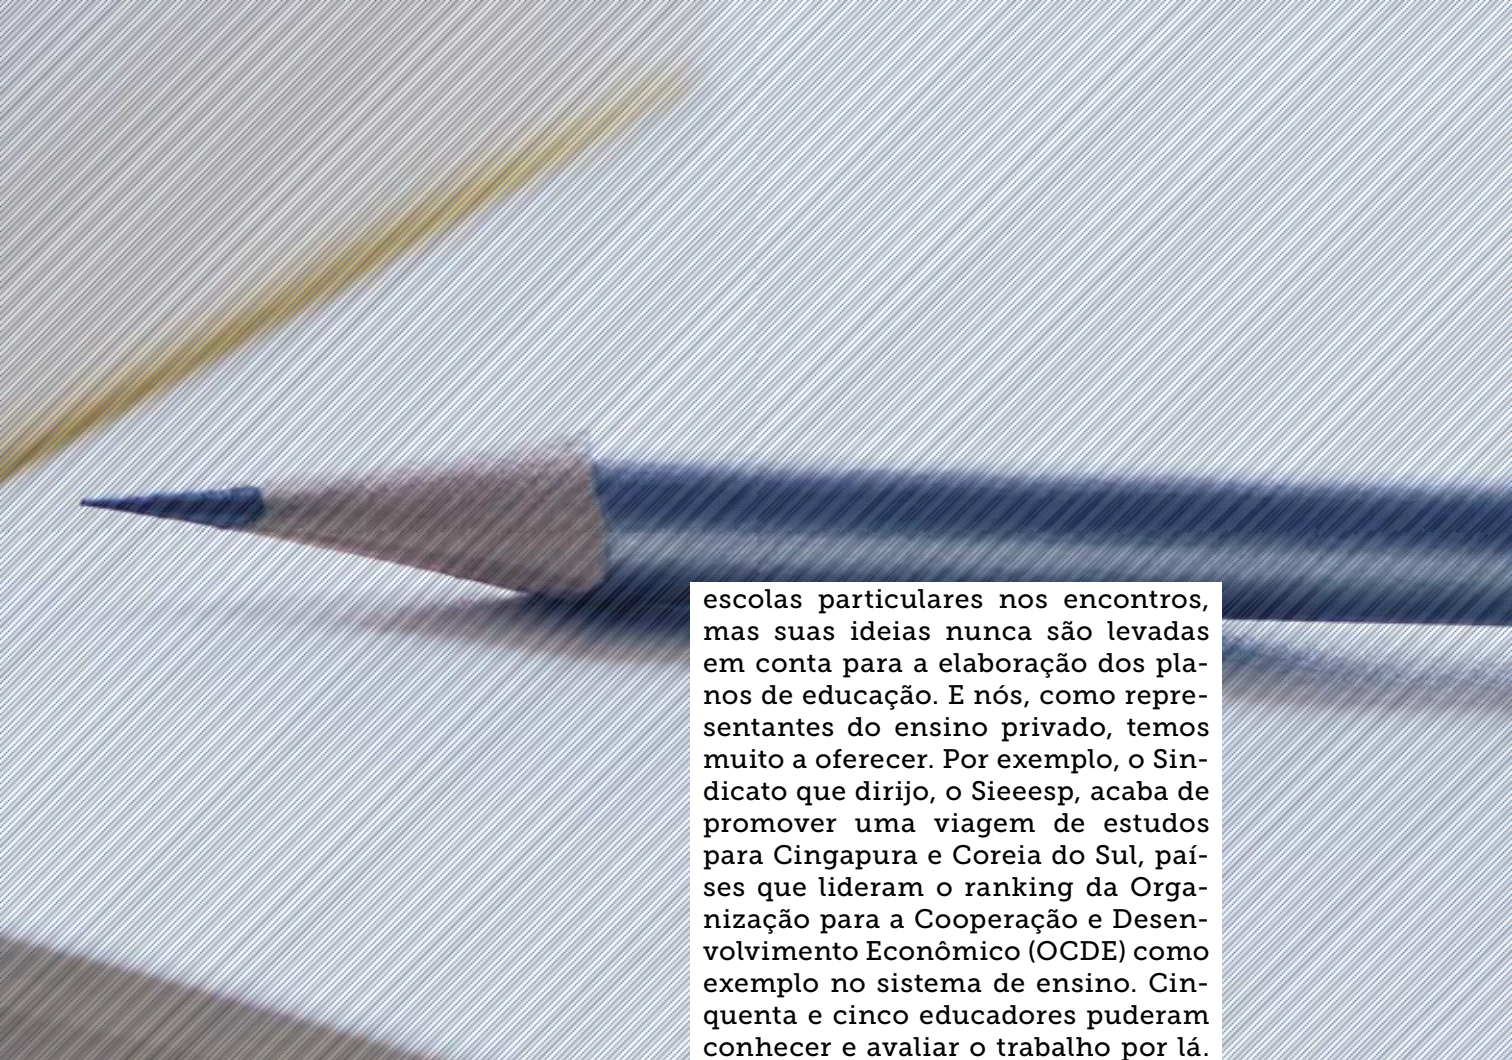 escolas particulares nos encontros,
mas suas ideias nunca são levadas
em conta para a elaboração dos pla-
nos de educação. E nós, como repre-
sentantes do ensino privado, temos
muito a oferecer. Por exemplo, o Sin-
dicato que dirijo, o Sieeesp, acaba de
promover uma viagem de estudos
para Cingapura e Coreia do Sul, paí-
ses que lideram o ranking da Orga-
nização para a Cooperação e Desen-
volvimento Econômico (OCDE) como
exemplo no sistema de ensino. Cin-
quenta e cinco educadores puderam
conhecer e avaliar o trabalho por lá.